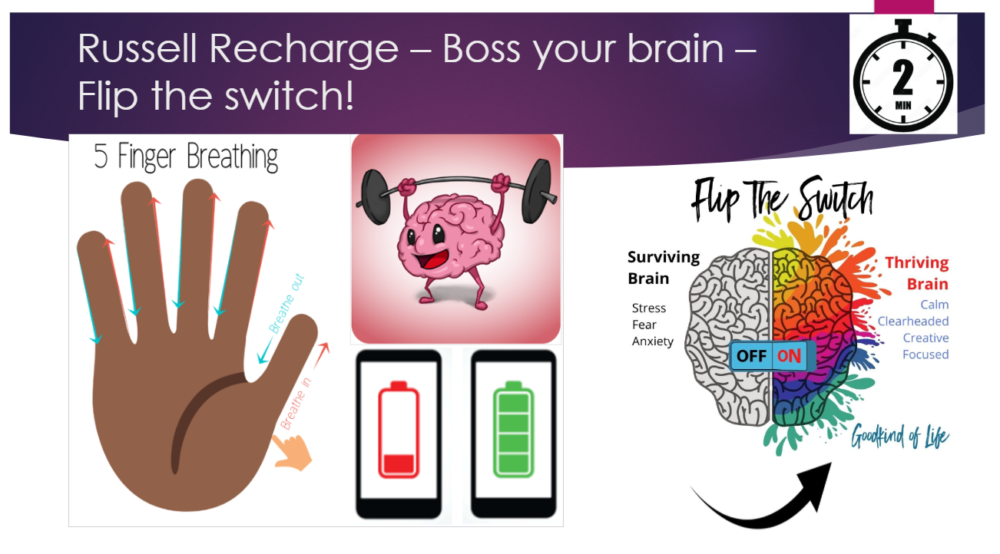 Russell Recharge – Boss your brain –
Flip the switch!
2
MIN
5 Finger Breathing
Breathe out
Breathe in
Flip The Switch
Surviving
Brain
Stress
Fear
Anxiety
OFF ON
Thriving
Brain
Calm
Clearheaded
Creative
Focused
Goodkind of Life